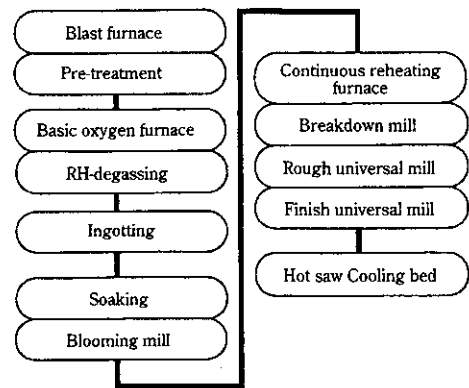 Blast furnace
Pre-treatment
Basic oxygen furnace
RH-degassing
Ingotting
Soaking
Blooming mill
Continuous reheating
furnace
Breakdown mill
Rough universal mill
Finish universal mill
Hot saw Cooling bed